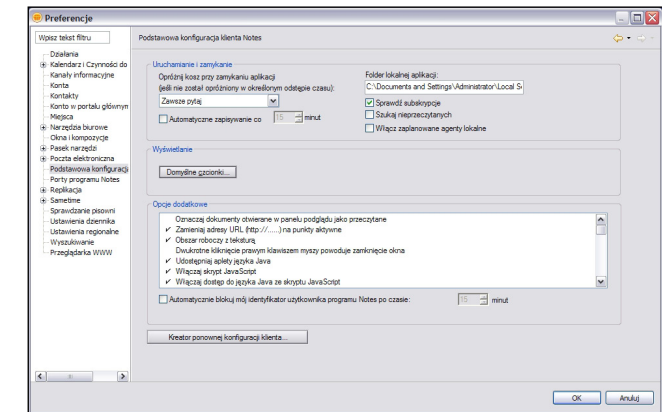 Preferencje
Wpisz tekst filtru
Podstawowa konfiguracja klienta Notes
Działania
Kalendarz i Czynności do
Kanały informacyjne
Konta
Kontakty
Konto w portalu głównym
Miejsca
Narzędzia biurowe
Okna i kompozycje
Pasek narzędzi
Poczta elektroniczna
Podstawowa konfiguracja
Porty programu Notes
Replikacja
Sametime
Sprawdzanie pisowni
Ustawienia dziennika
Ustawienia regionalne
Wyszukiwanie
Przeglądarka WWW
Uruchamianie i zamykanie
Opróżnij kosz przy zamykaniu aplikacji
(jeśli nie został opróżniony w określonym odstępie czasu):
Zawsze pytaj
Automatyczne zapisywanie co 15 minut
Folder lokalnej aplikacji:
C:\Documents and Settings\Administrator\Local Se
Sprawdź subskrypcje
Szukaj nieprzeczytanych
Włącz zaplanowane agenty lokalne
Wyświetlanie
Domyślne czcionki...
Opcje dodatkowe
Oznaczaj dokumenty otwierane w panelu podglądu jako przeczytane
Zamieniaj adresy URL (http://......) na punkty aktywne
Obszar roboczy z teksturą
Dwukrotne kliknięcie prawym klawiszem myszy powoduje zamknięcie okna
Udostępniaj aplety języka Java
Włączaj skrypt JavaScript
Włączaj dostęp do języka Java ze skryptu JavaScript
Automatycznie blokuj mój identyfikator użytkownika programu Notes po czasie: 15 minut
Kreator ponownej konfiguracji klienta...
OK Anuluj